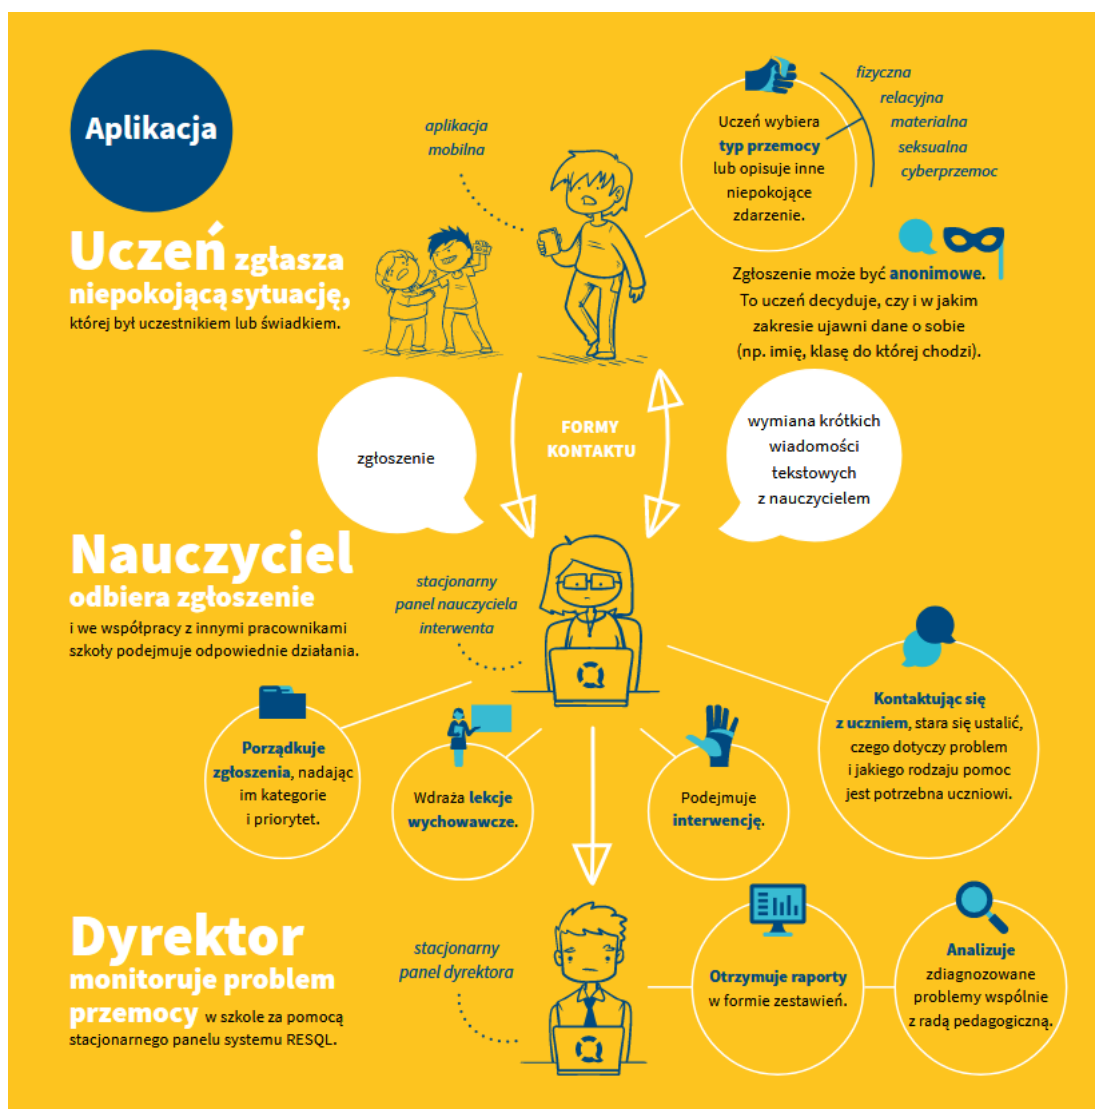 Aplikacja
aplikacja
mobilna
Uczeń wybiera
typ przemocy
lub opisuje inne
niepokojące
zdarzenie.
fizyczna
relacyjna
materialna
seksualna
cyberprzemoc
Uczeń zgłasza
niepokojącą sytuację,
której był uczestnikiem lub świadkiem.
Zgłoszenie może być anonimowe.
To uczeń decyduje, czy i w jakim
zakresie ujawni dane o sobie
(np. imię, klasę do której chodzi).
zgłoszenie
FORMY
KONTAKTU
wymiana krótkich
wiadomości
tekstowych
z nauczycielem
Nauczyciel
odbiera zgłoszenie
i we współpracy z innymi pracownikami
szkoły podejmuje odpowiednie działania.
stacjonarny
panel nauczyciela
interwenta
Porządkuje
zgłoszenia, nadając
im kategorie
i priorytet.
Wdraża lekcje
wychowawcze.
Podejmuje
interwencję.
Kontaktując się
z uczniem, stara się ustalić,
czego dotyczy problem
i jakiego rodzaju pomoc
jest potrzebna uczniowi.
Dyrektor
monitoruje problem
przemocy w szkole za pomocą
stacjonarnego panelu systemu RESQL.
stacjonarny
panel dyrektora
Otrzymuje raporty
w formie zestawień.
Analizuje
zdiagnozowane
problemy wspólnie
z radą pedagogiczną.